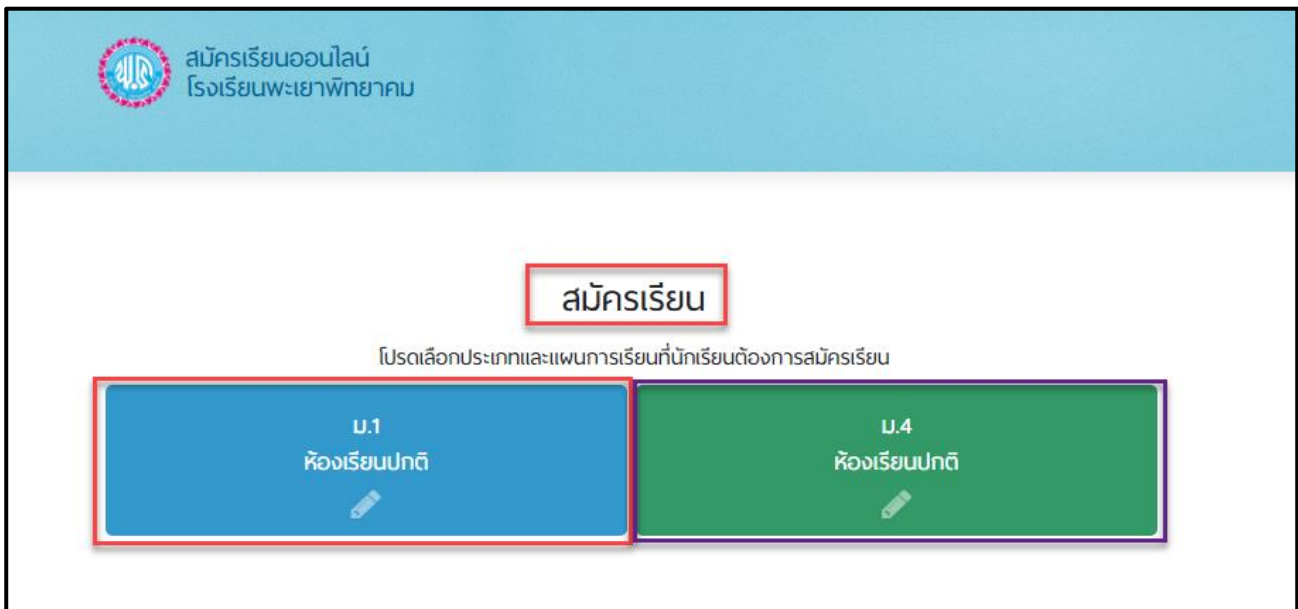 สมัครเรียนออนไลน์
โรงเรียนพะเยาพิทยาคม
สมัครเรียน
โปรดเลือกประเภทและแผนการเรียนที่นักเรียนต้องการสมัครเรียน
ม.1
ห้องเรียนปกติ
ม.4
ห้องเรียนปกติ